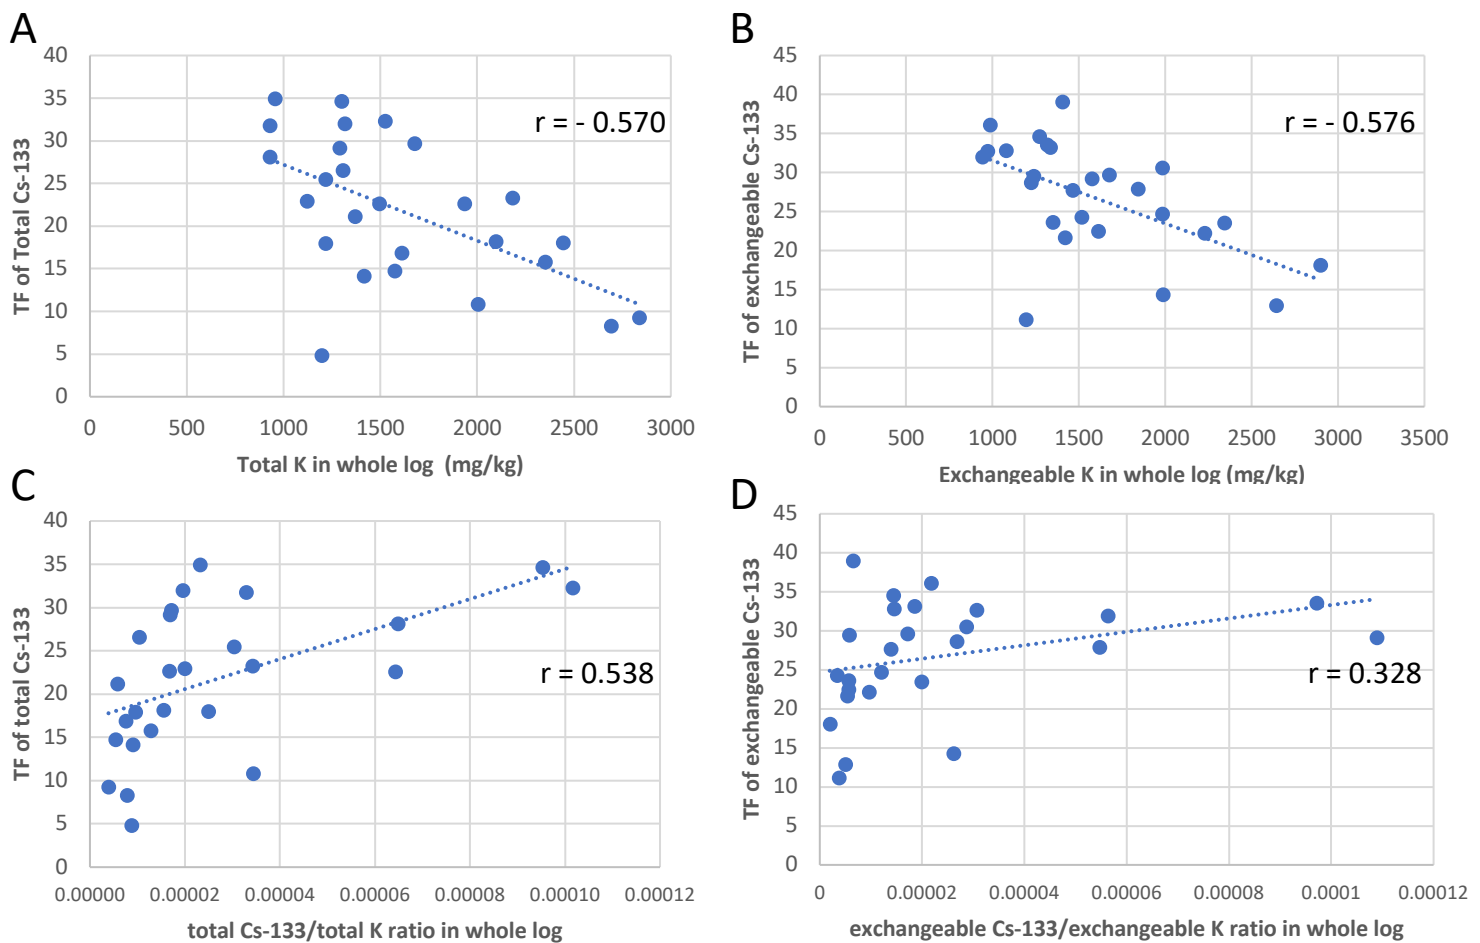 A
40
35
30
25
20
15
10
5
0
TF of Total Cs-133
r = - 0.570
0 500 1000 1500 2000 2500 3000
Total K in whole log (mg/kg)
B
45
40
35
30
25
20
15
10
5
0
TF of exchangeable Cs-133
r = - 0.576
0 500 1000 1500 2000 2500 3000 3500
Exchangeable K in whole log (mg/kg)
C
40
35
30
25
20
15
10
5
0
TF of total Cs-133
r = 0.538
0.00000 0.00002 0.00004 0.00006 0.00008 0.00010 0.00012
total Cs-133/total K ratio in whole log
D
45
40
35
30
25
20
15
10
5
0
TF of exchangeable Cs-133
r = 0.328
0 0.00002 0.00004 0.00006 0.00008 0.0001 0.00012
exchangeable Cs-133/exchangeable K ratio in whole log